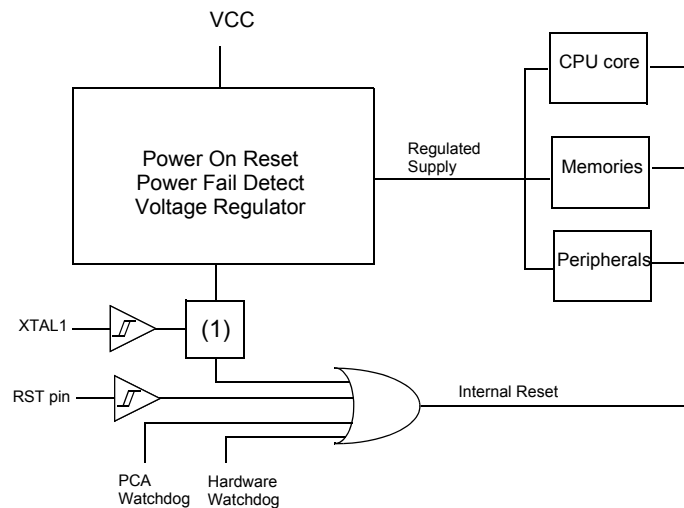 VCC
CPU core
Power On Reset
Power Fail Detect
Voltage Regulator
Regulated
Supply
Memories
Peripherals
XTAL1
(1)
RST pin
Internal Reset
PCA
Watchdog
Hardware
Watchdog